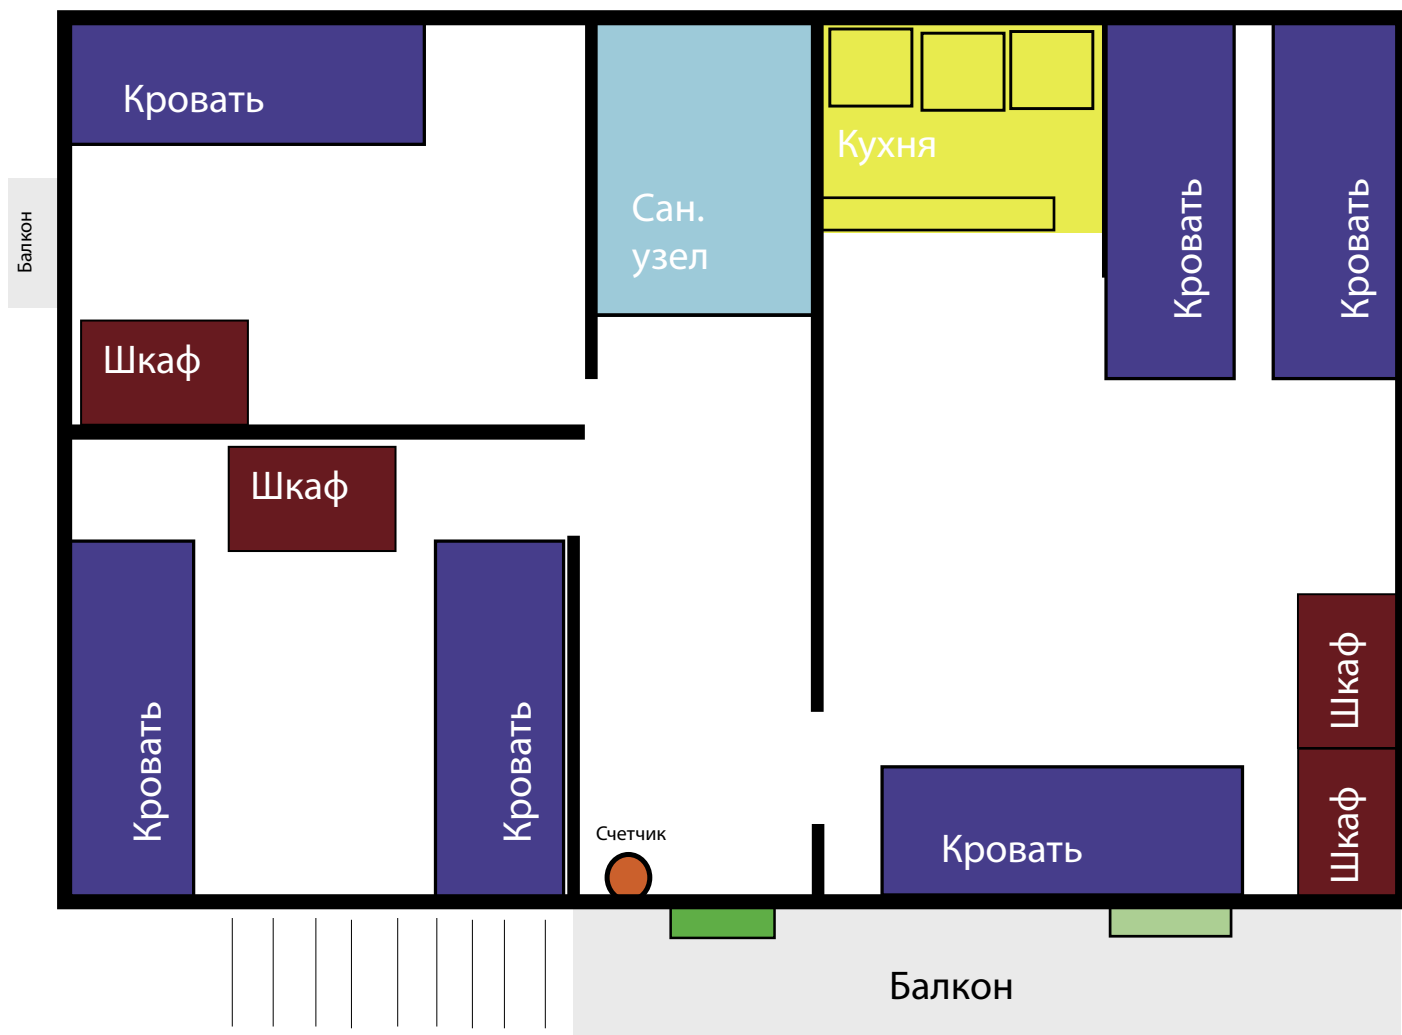 Кровать
Сан.
узел
Кухня
Кровать
Кровать
Балкон
Шкаф
Шкаф
Кровать
Кровать
Шкаф
Шкаф
Счетчик
Кровать
Балкон